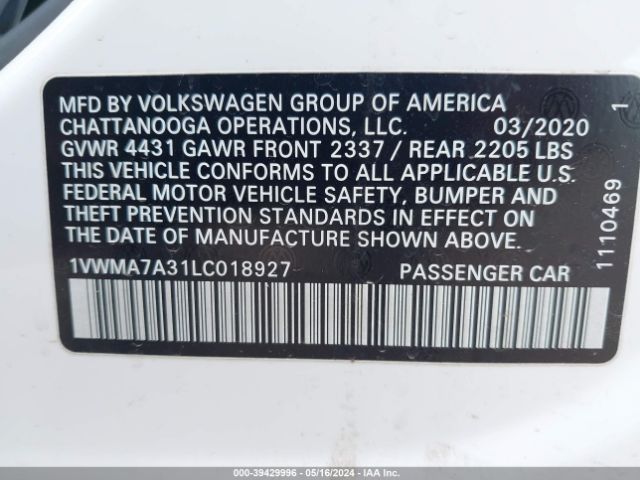 MFD BY VOLKSWAGEN GROUP OF AMERICA
CHATTANOOGA OPERATIONS, LLC. 03/2020
GVWR 4431 GAWR FRONT 2337 / REAR 2205 LBS
THIS VEHICLE CONFORMS TO ALL APPLICABLE U.S.
FEDERAL MOTOR VEHICLE SAFETY, BUMPER AND
THEFT PREVENTION STANDARDS IN EFFECT ON
DATE OF MANUFACTURE SHOWN ABOVE.
1VWMA7A31LC018927 PASSENGER CAR
1110469 1
000-39429996 - 05/16/2024 - IAA, Inc.